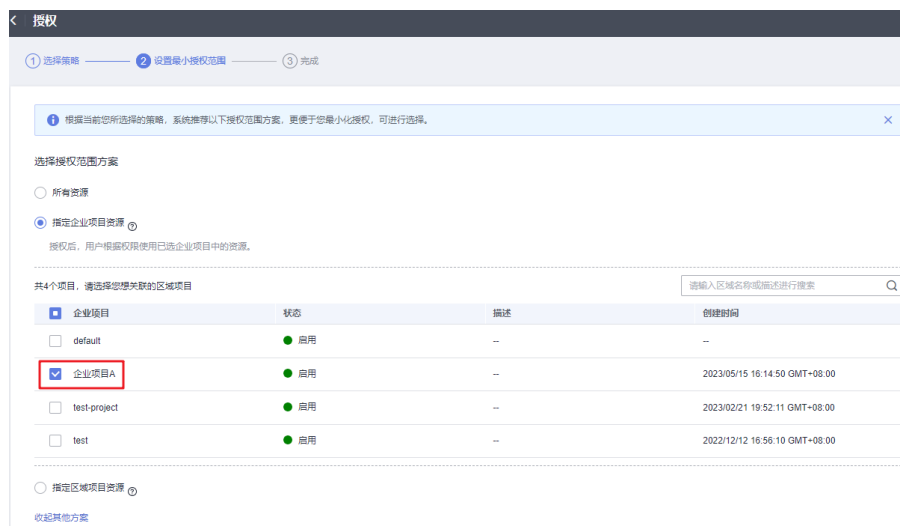 授权
1 选择策略 2 设置最小授权范围 3 完成
根据当前您所选择的策略，系统推荐以下授权范围方案，更便于您最小化授权，可进行选择。
选择授权范围方案
所有资源
指定企业项目资源
授权后，用户根据权限使用已选企业项目中的资源。
共4个项目，请选择您想关联的区域项目 请输入区域名称或描述进行搜索
企业项目 状态 描述 创建时间
default 启用 -- --
企业项目A 启用 -- 2023/05/15 16:14:50 GMT+08:00
test-project 启用 -- 2023/02/21 19:52:11 GMT+08:00
test 启用 -- 2022/12/12 16:56:10 GMT+08:00
指定区域项目资源
收起其他方案